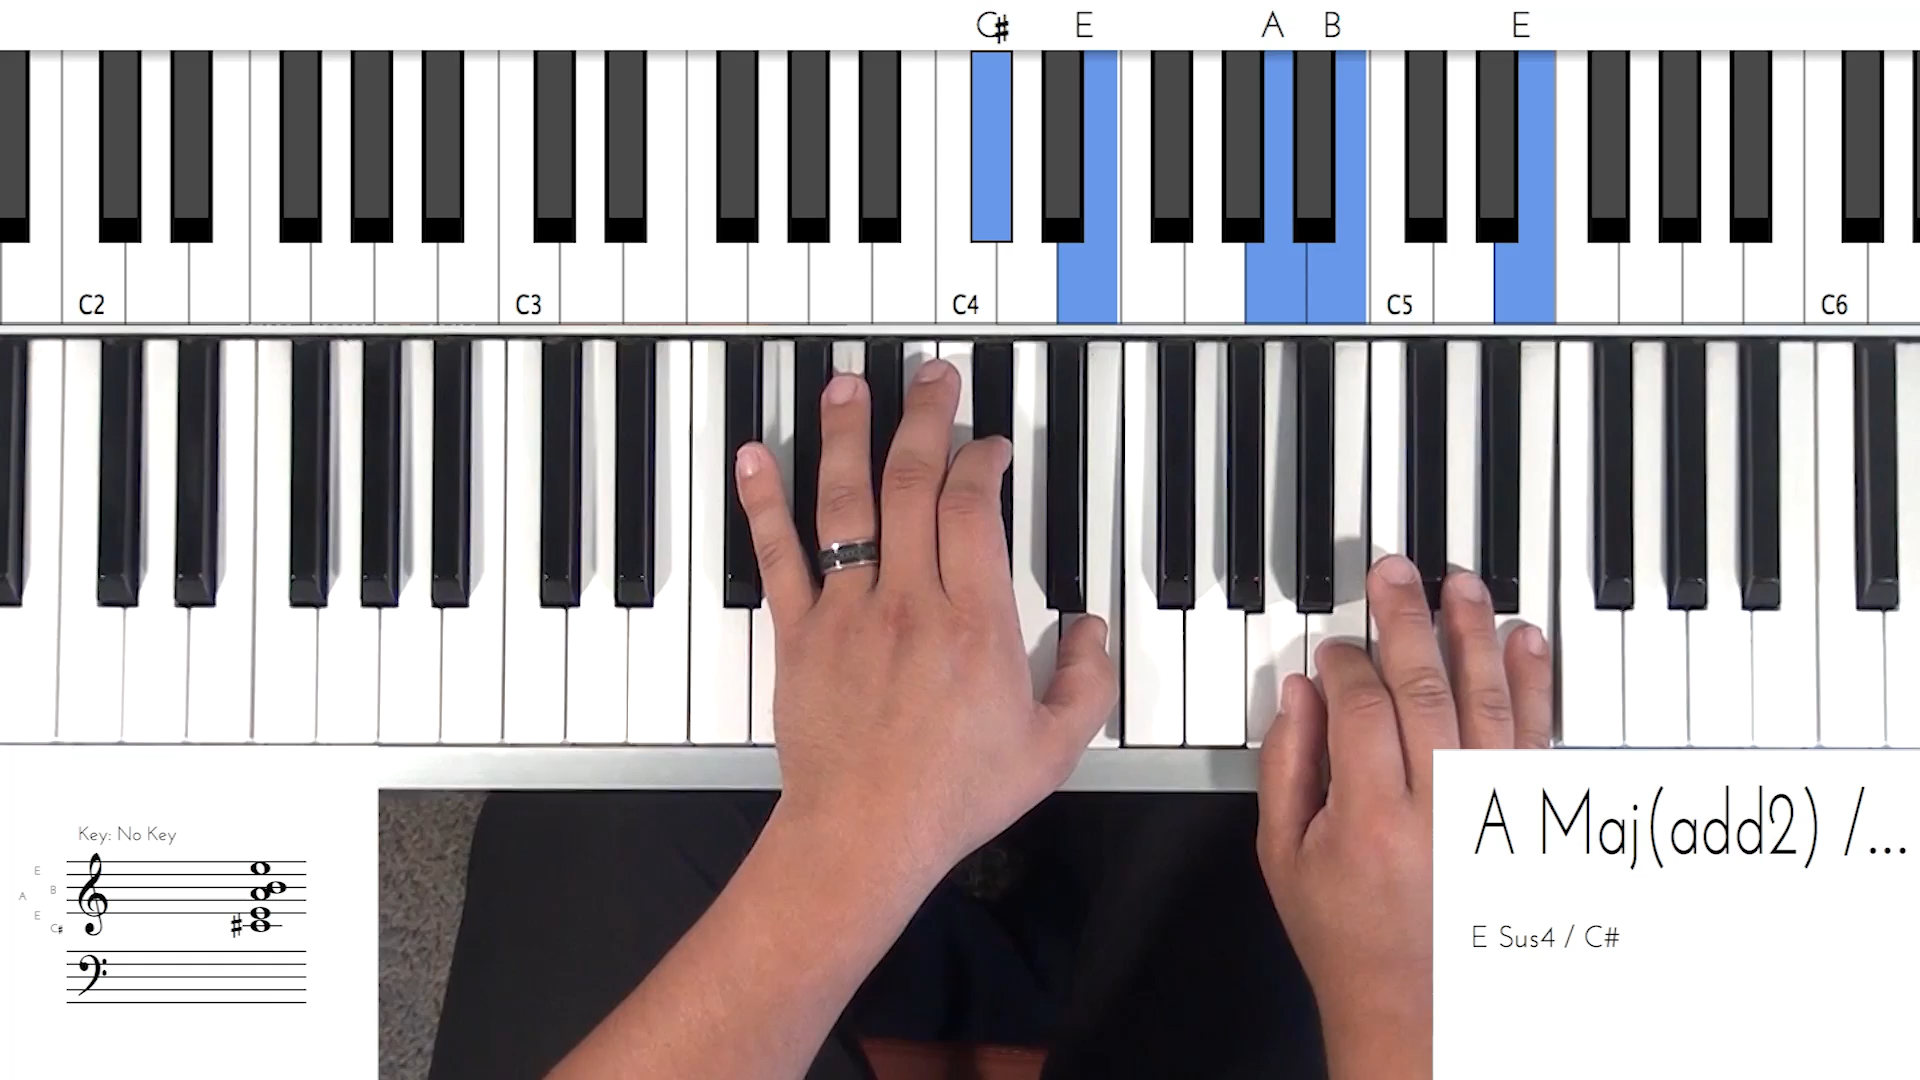 C# E A B E
C2 C3 C4 C5 C6
Key: No Key
E
B
A
E
C#
A Maj(add2) /...
E Sus4 / C#